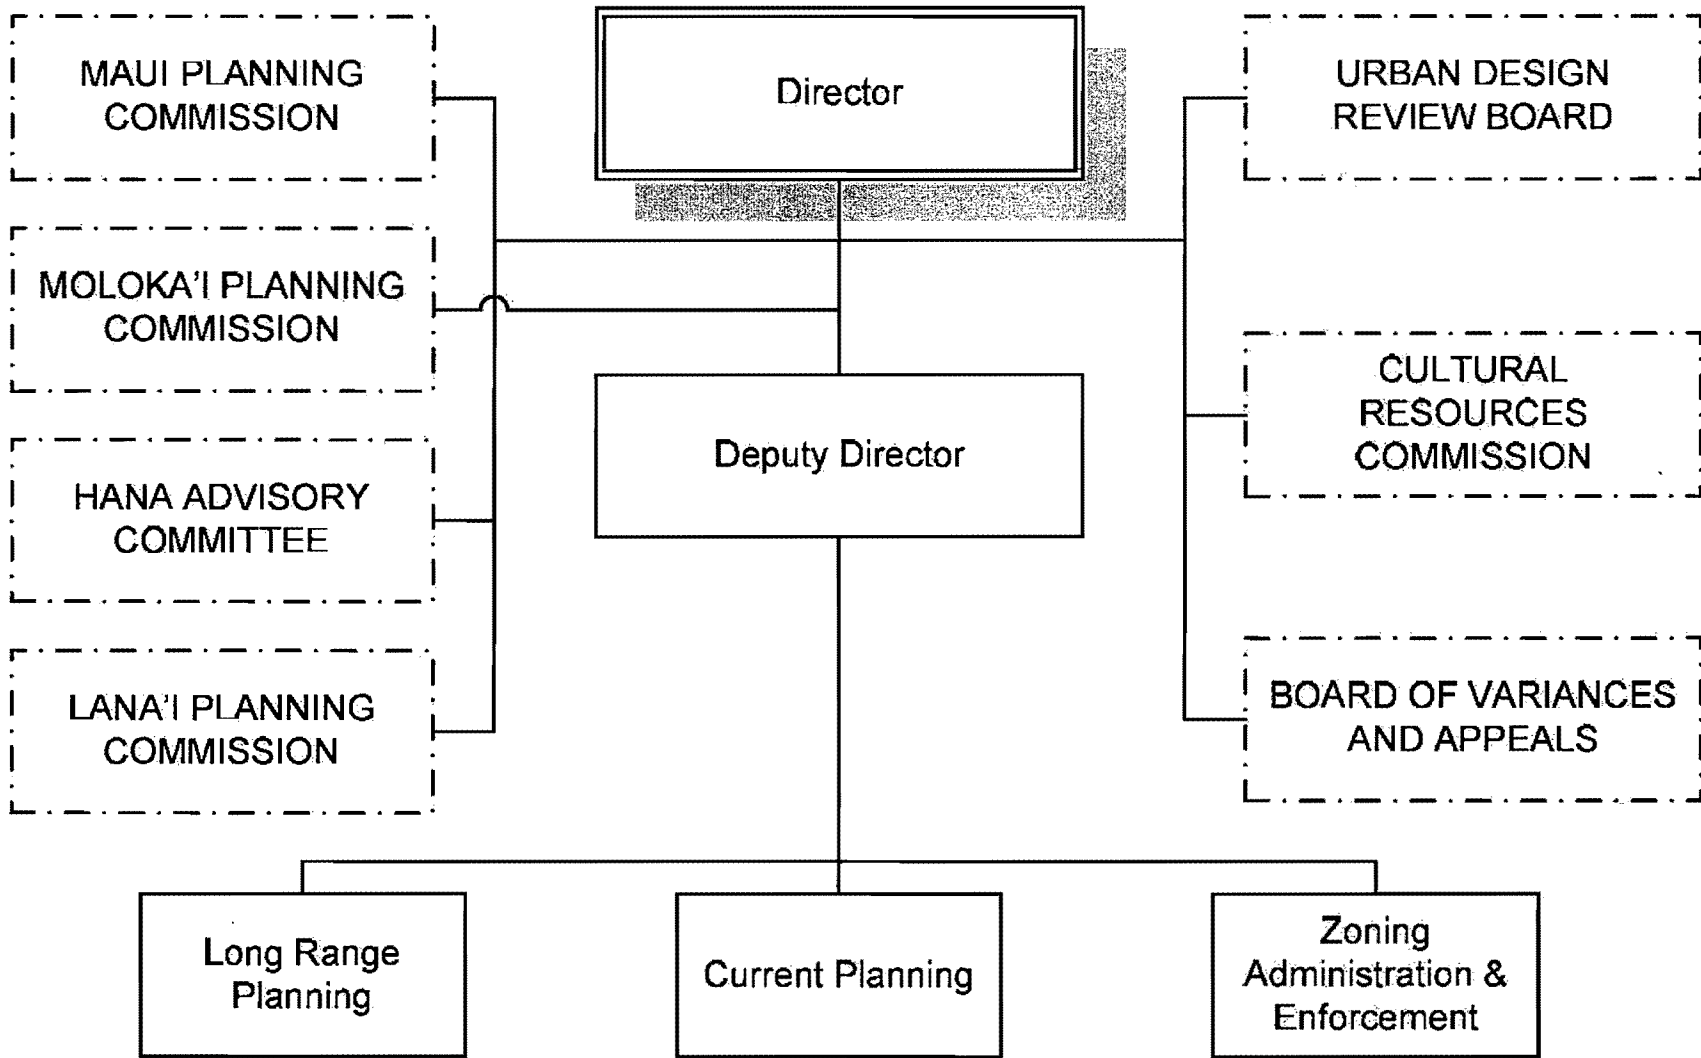 MAUI PLANNING
COMMISSION
Director
URBAN DESIGN
REVIEW BOARD
MOLOKA'I PLANNING
COMMISSION
CULTURAL
RESOURCES
COMMISSION
Deputy Director
HANA ADVISORY
COMMITTEE
LANA'I PLANNING
COMMISSION
BOARD OF VARIANCES
AND APPEALS
Long Range
Planning
Current Planning
Zoning
Administration &
Enforcement